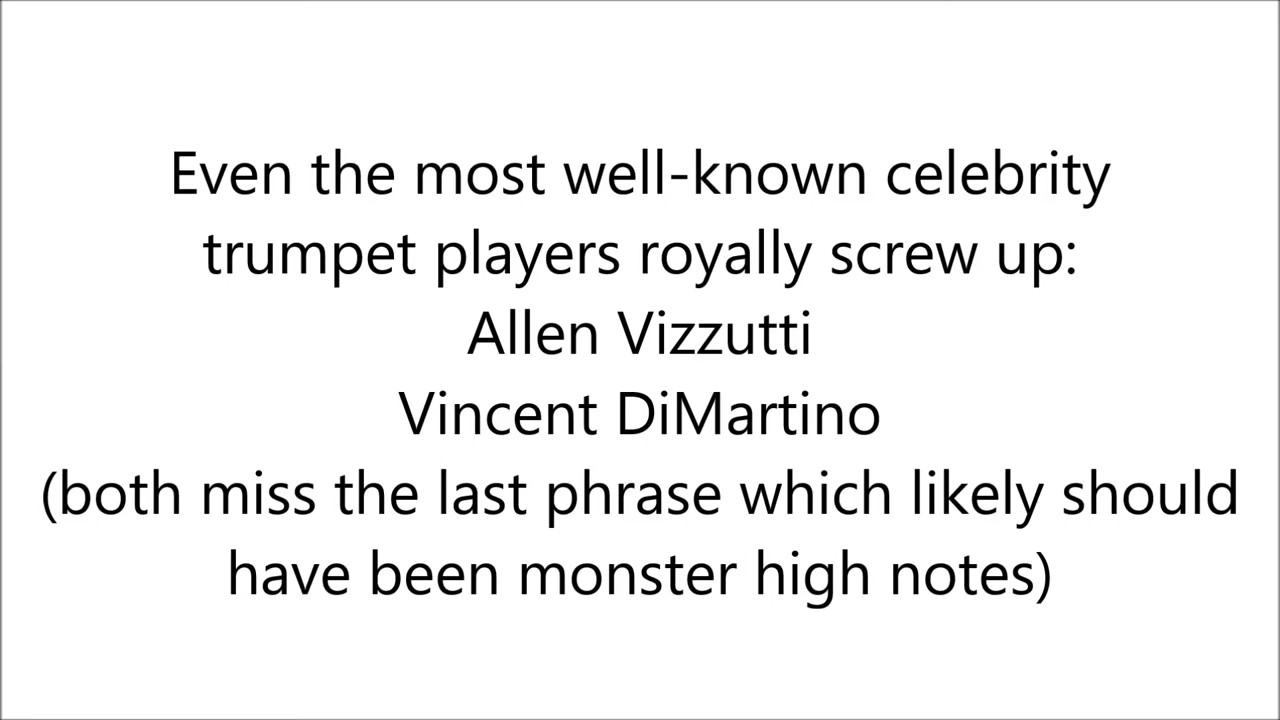 Even the most well-known celebrity
trumpet players royally screw up:
Allen Vizzutti
Vincent DiMartino
(both miss the last phrase which likely should
have been monster high notes)